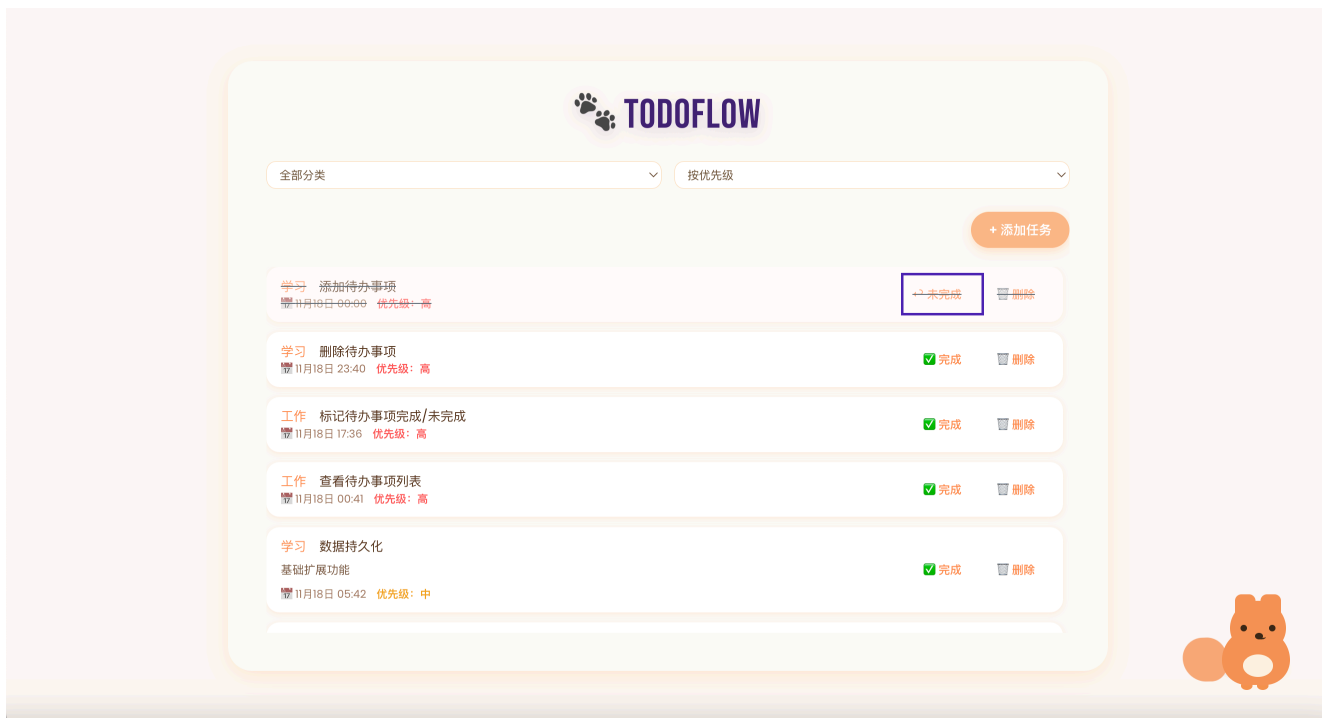 🐾 TODOFLOW
全部分类 按优先级
+ 添加任务
学习 添加待办事项
📅 11月18日 00:00 优先级：高
↩ 未完成 🗑 删除
学习 删除待办事项
📅 11月18日 23:40 优先级：高
✅ 完成 🗑 删除
工作 标记待办事项完成/未完成
📅 11月18日 17:36 优先级：高
✅ 完成 🗑 删除
工作 查看待办事项列表
📅 11月18日 00:41 优先级：高
✅ 完成 🗑 删除
学习 数据持久化
基础扩展功能
📅 11月18日 05:42 优先级：中
✅ 完成 🗑 删除